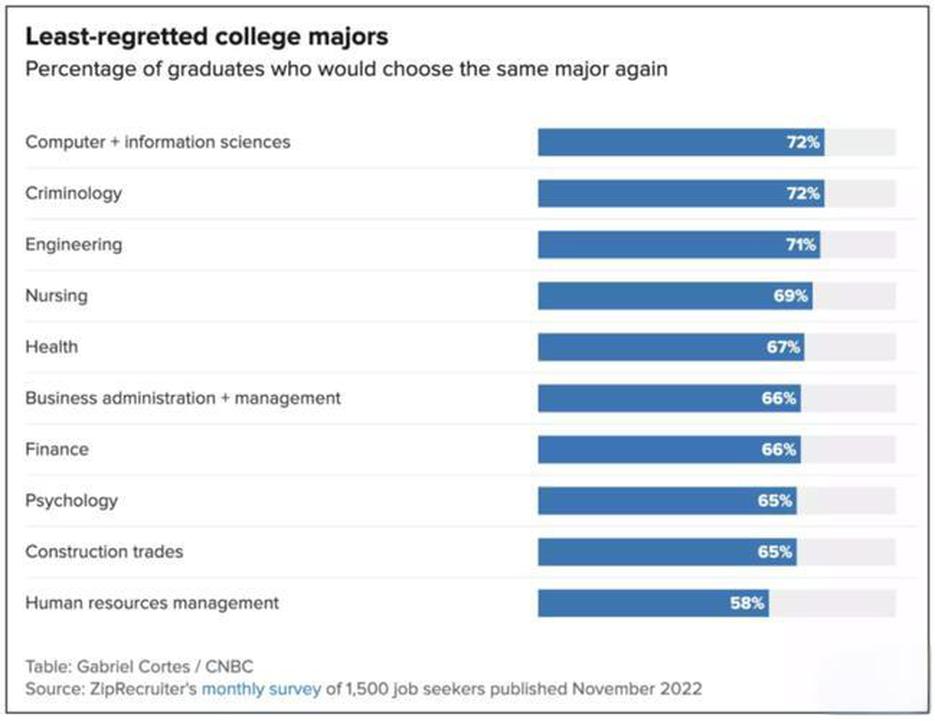 Least-regretted college majors
Percentage of graduates who would choose the same major again
Computer + information sciences 72%
Criminology 72%
Engineering 71%
Nursing 69%
Health 67%
Business administration + management 66%
Finance 66%
Psychology 65%
Construction trades 65%
Human resources management 58%
Table: Gabriel Cortes / CNBC
Source: ZipRecruiter's monthly survey of 1,500 job seekers published November 2022